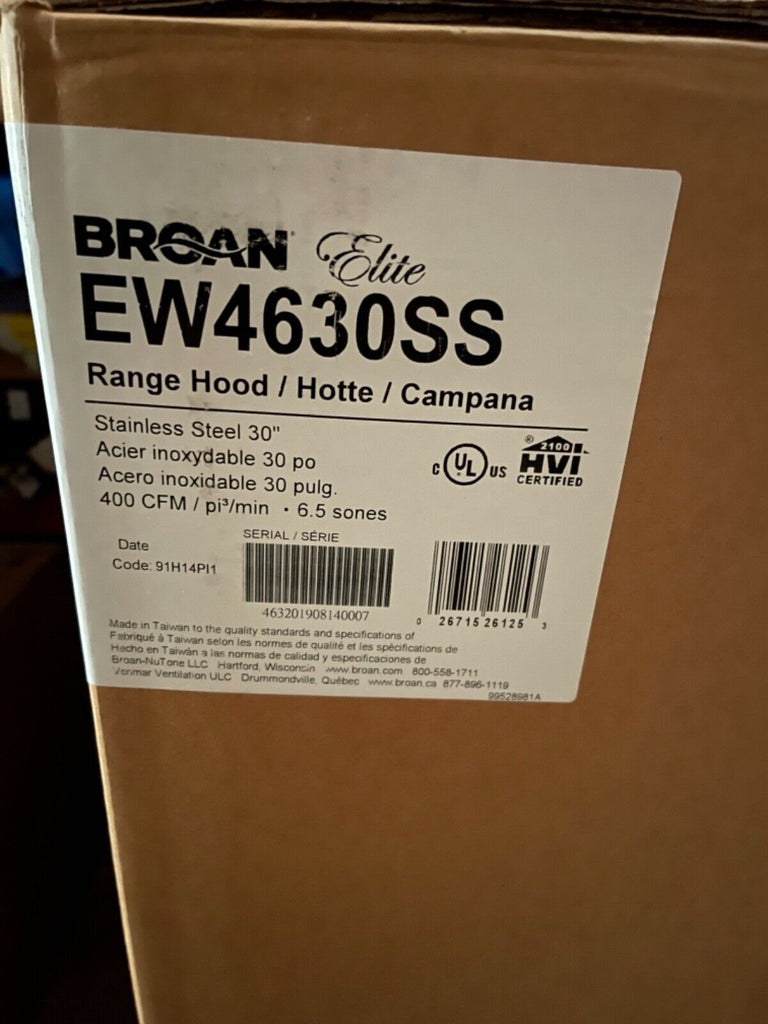 BROAN Elite
EW4630SS
Range Hood / Hotte / Campana
Stainless Steel 30"
Acier inoxydable 30 po
Acero inoxidable 30 pulg.
400 CFM / pi³/min • 6.5 sones
C UL US
® 2100
HVI
CERTIFIED
Date
Code: 91H14PI1
SERIAL / SÉRIE
463201908140007
0 26715 26125 3
Made in Taiwan to the quality standards and specifications of
Fabriqué à Taiwan selon les normes de qualité et les spécifications de
Hecho en Taiwán a las normas de calidad y especificaciones de
Broan-NuTone LLC Hartford, Wisconsin www.broan.com 800-558-1711
Venmar Ventilation ULC Drummondville, Québec www.broan.ca 877-896-1119
99528981A